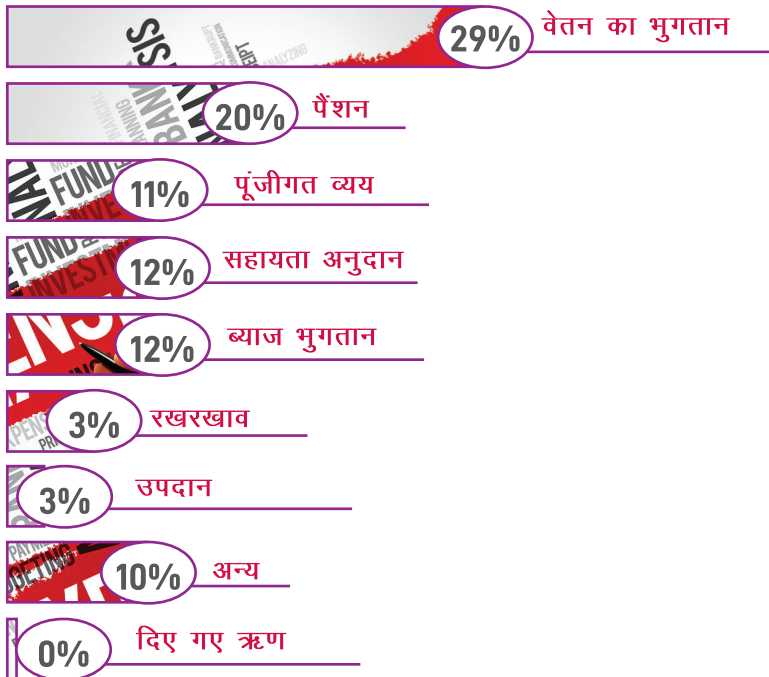 29% वेतन का भुगतान
20% पैंशन
11% पूंजीगत व्यय
12% सहायता अनुदान
12% ब्याज भुगतान
3% रखरखाव
3% उपदान
10% अन्य
0% दिए गए ऋण